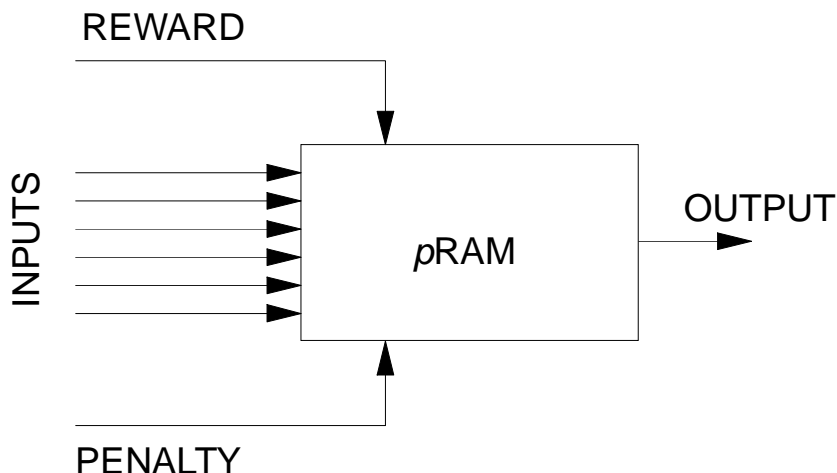 REWARD
INPUTS
pRAM
OUTPUT
PENALTY